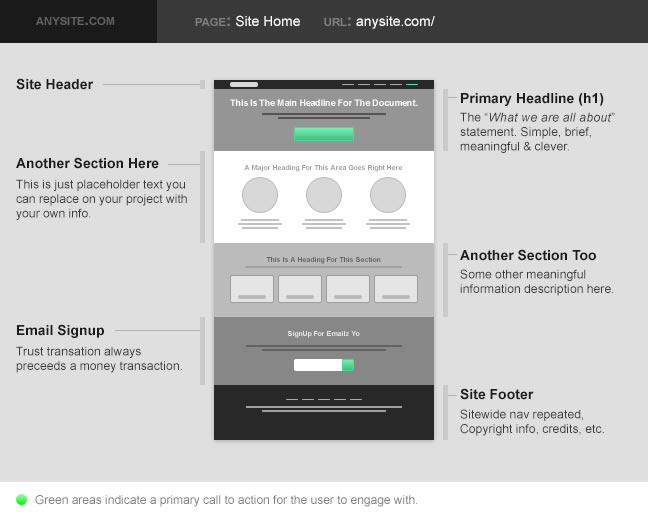 ANYSITE.COM
PAGE: Site Home URL: anysite.com/
Site Header
Another Section Here
This is just placeholder text you
can replace on your project with
your own info.
Email Signup
Trust transation always
preceeds a money transaction.
This Is The Main Headline For The Document.
A Major Heading For This Area Goes Right Here
This Is A Heading For This Section
SignUp For Emailz Yo
Primary Headline (h1)
The “What we are all about”
statement. Simple, brief,
meaningful & clever.
Another Section Too
Some other meaningful
information description here.
Site Footer
Sitewide nav repeated,
Copyright info, credits, etc.
Green areas indicate a primary call to action for the user to engage with.